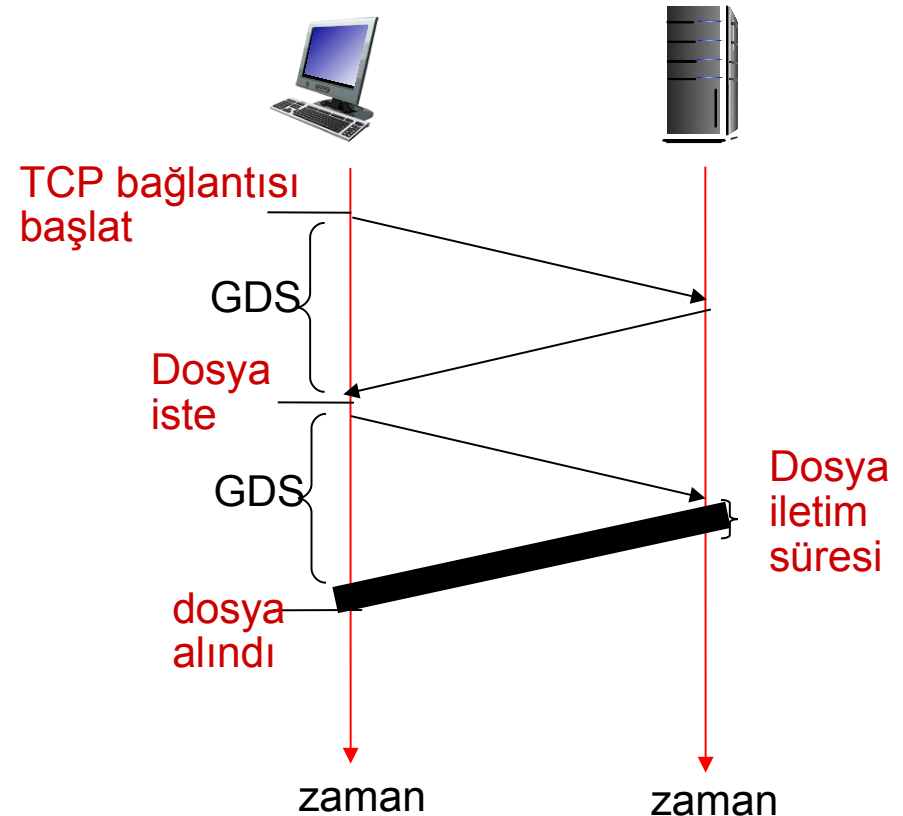 TCP bağlantısı
başlat
GDS
Dosya
iste
GDS
Dosya
iletim
süresi
dosya
alındı
zaman
zaman